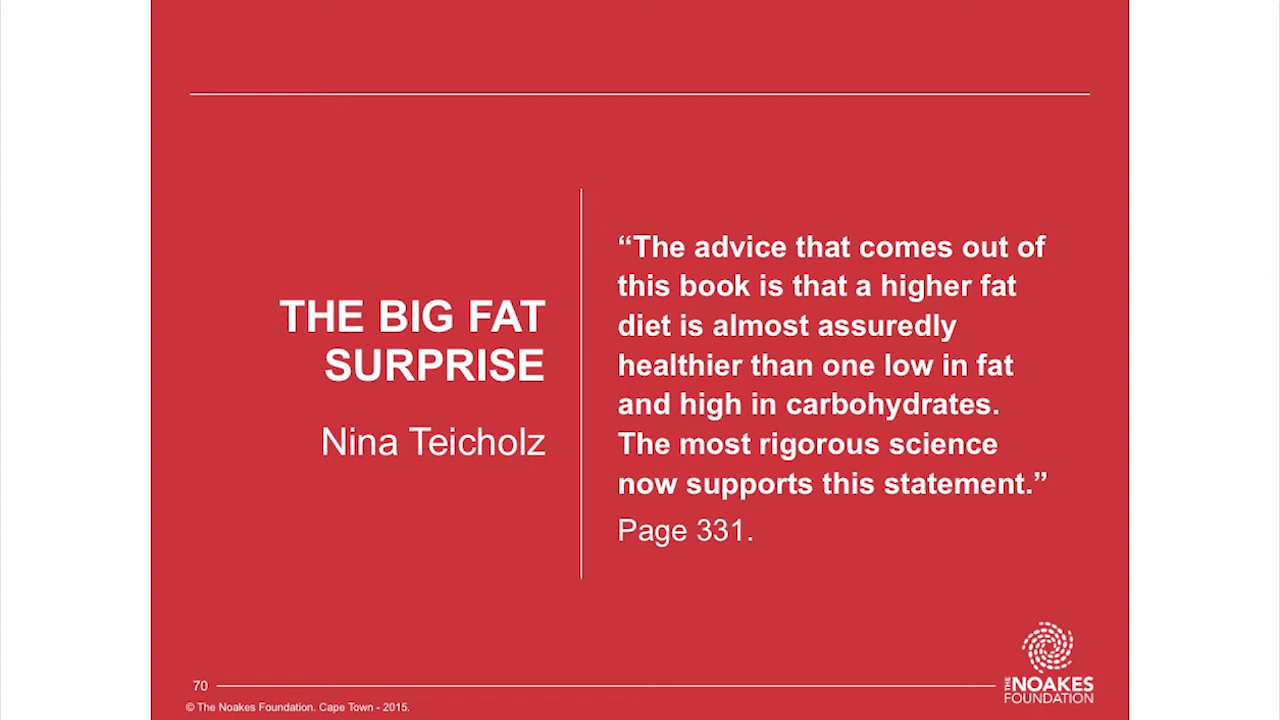 THE BIG FAT
SURPRISE
Nina Teicholz
“The advice that comes out of
this book is that a higher fat
diet is almost assuredly
healthier than one low in fat
and high in carbohydrates.
The most rigorous science
now supports this statement.”
Page 331.
70
© The Noakes Foundation. Cape Town - 2015.
THE NOAKES
FOUNDATION